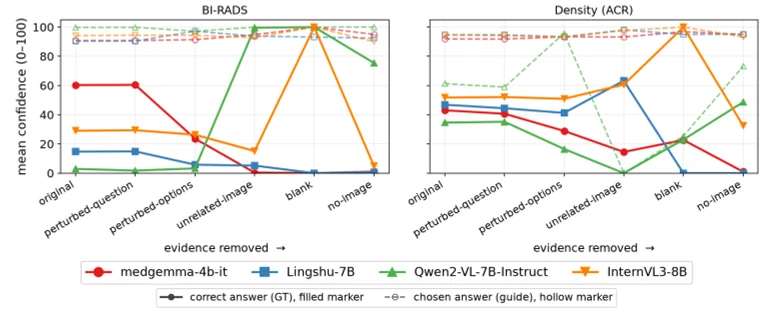 BI-RADS
Density (ACR)
mean confidence (0–100)
100
80
60
40
20
0
original
perturbed-question
perturbed-options
unrelated-image
blank
no-image
original
perturbed-question
perturbed-options
unrelated-image
blank
no-image
evidence removed →
evidence removed →
medgemma-4b-it
Lingshu-7B
Qwen2-VL-7B-Instruct
InternVL3-8B
correct answer (GT), filled marker
chosen answer (guide), hollow marker